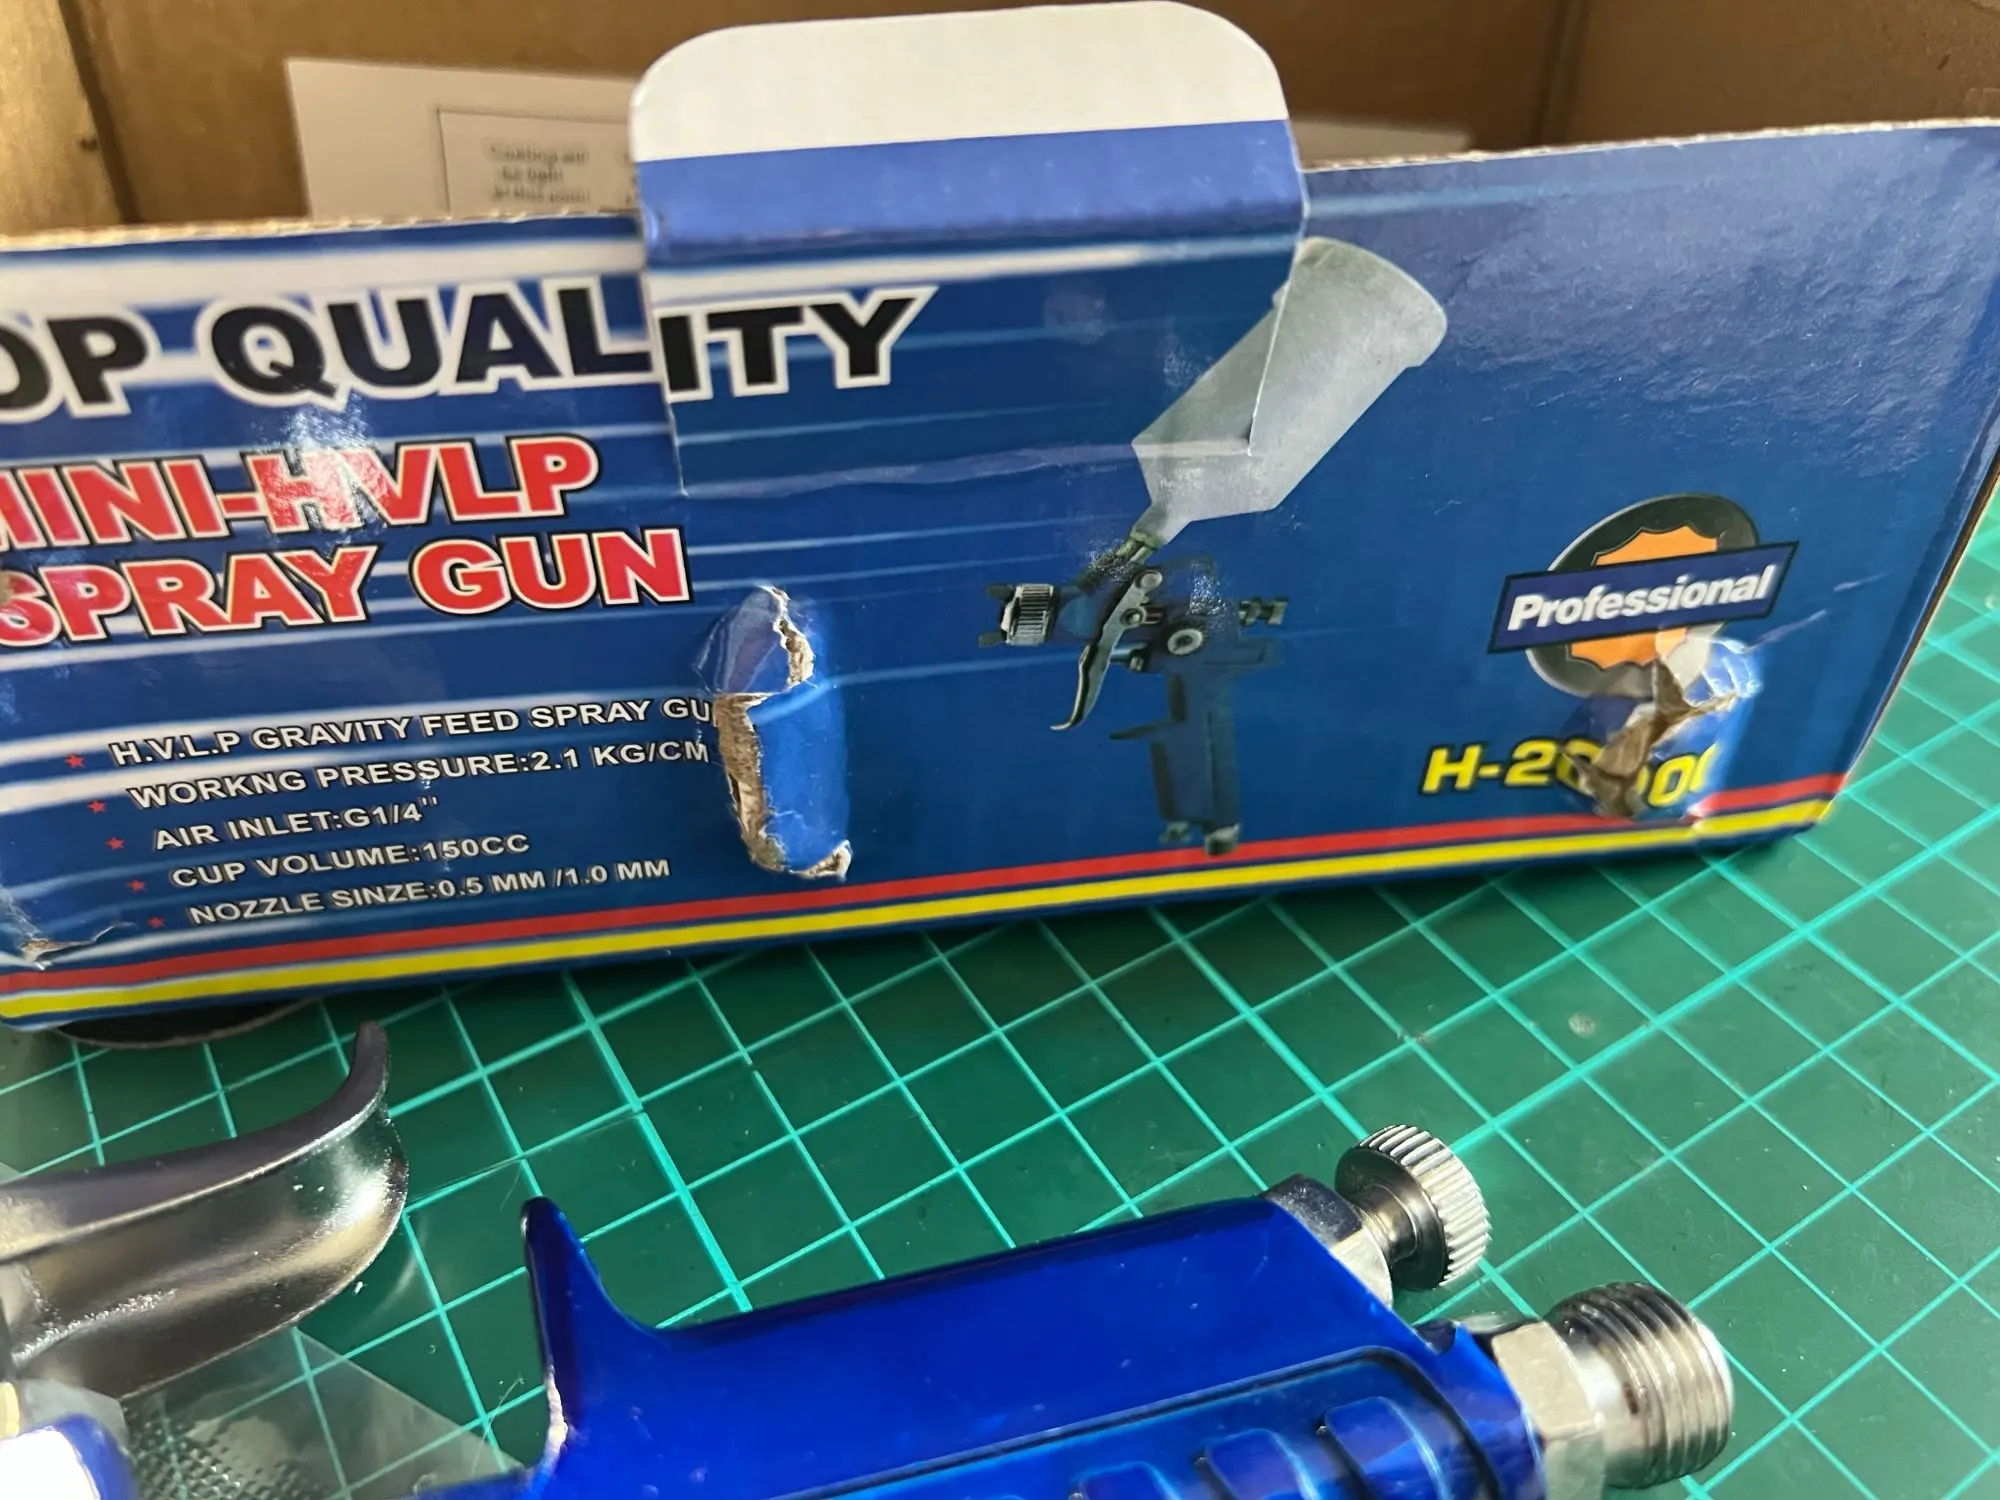 OP QUALITY
MINI-HVLP
SPRAY GUN
H.V.L.P GRAVITY FEED SPRAY GU
WORKNG PRESSURE:2.1 KG/CM
AIR INLET:G1/4"
CUP VOLUME:150CC
NOZZLE SINZE:0.5 MM /1.0 MM
Professional